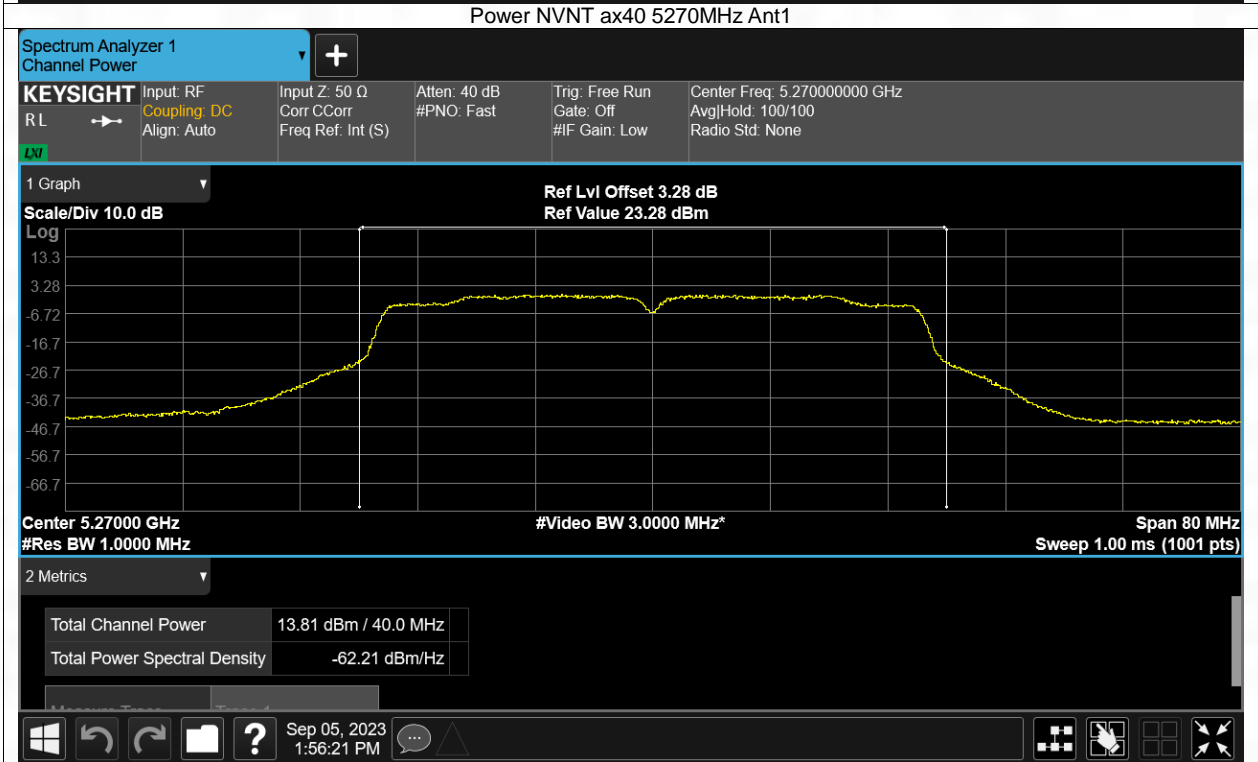 Power NVNT ax40 5270MHz Ant1
Spectrum Analyzer 1
Channel Power
KEYSIGHT
RL
LXI
Input: RF
Coupling: DC
Align: Auto
Input Z: 50 Ω
Corr CCorr
Freq Ref: Int (S)
Atten: 40 dB
#PNO: Fast
Trig: Free Run
Gate: Off
#IF Gain: Low
Center Freq: 5.270000000 GHz
Avg|Hold: 100/100
Radio Std: None
1 Graph
Ref Lvl Offset 3.28 dB
Scale/Div 10.0 dB
Ref Value 23.28 dBm
Log
13.3
3.28
-6.72
-16.7
-26.7
-36.7
-46.7
-56.7
-66.7
Center 5.27000 GHz
#Video BW 3.0000 MHz*
Span 80 MHz
#Res BW 1.0000 MHz
Sweep 1.00 ms (1001 pts)
2 Metrics
Total Channel Power 13.81 dBm / 40.0 MHz
Total Power Spectral Density -62.21 dBm/Hz
Sep 05, 2023
1:56:21 PM